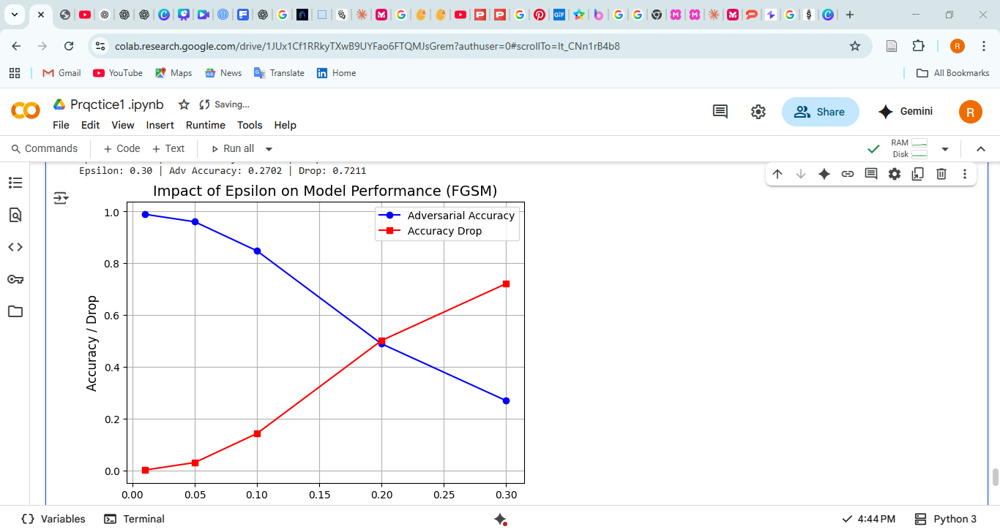 colab.research.google.com/drive/1JUx1Cf1RRkyTXwB9UYFao6FTQMJsGrem?authuser=0#scrollTo=lt_CNn1rB4b8
R
Gmail YouTube Maps News Translate Home All Bookmarks
Prqctice1 .ipynb Saving...
File Edit View Insert Runtime Tools Help
Share Gemini R
Commands + Code + Text Run all
RAM
Disk
Epsilon: 0.30 | Adv Accuracy: 0.2702 | Drop: 0.7211
Impact of Epsilon on Model Performance (FGSM)
Adversarial Accuracy
Accuracy Drop
Accuracy / Drop
1.0
0.8
0.6
0.4
0.2
0.0
0.00 0.05 0.10 0.15 0.20 0.25 0.30
Variables Terminal 4:44 PM Python 3